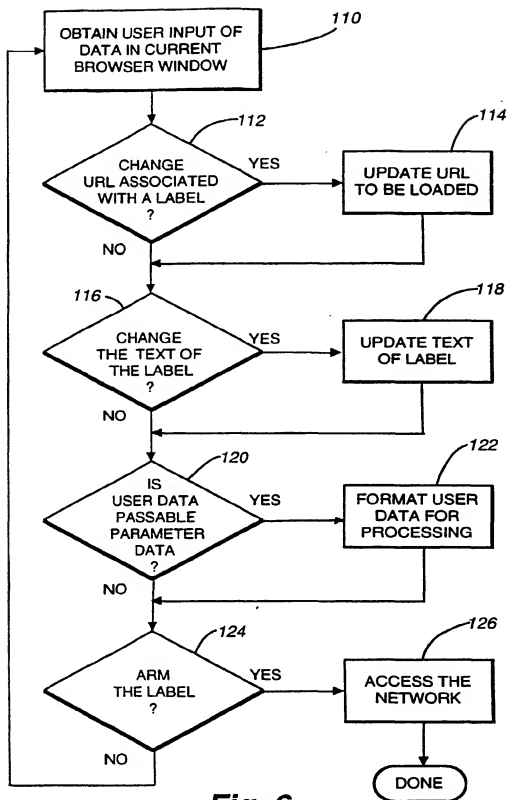 OBTAIN USER INPUT OF
DATA IN CURRENT
BROWSER WINDOW
110
112
CHANGE
URL ASSOCIATED
WITH A LABEL
?
YES
NO
114
UPDATE URL
TO BE LOADED
116
CHANGE
THE TEXT OF
THE LABEL
?
YES
NO
118
UPDATE TEXT
OF LABEL
120
IS
USER DATA
PASSABLE
PARAMETER
DATA
?
YES
NO
122
FORMAT USER
DATA FOR
PROCESSING
124
ARM
THE LABEL
?
YES
NO
126
ACCESS THE
NETWORK
DONE